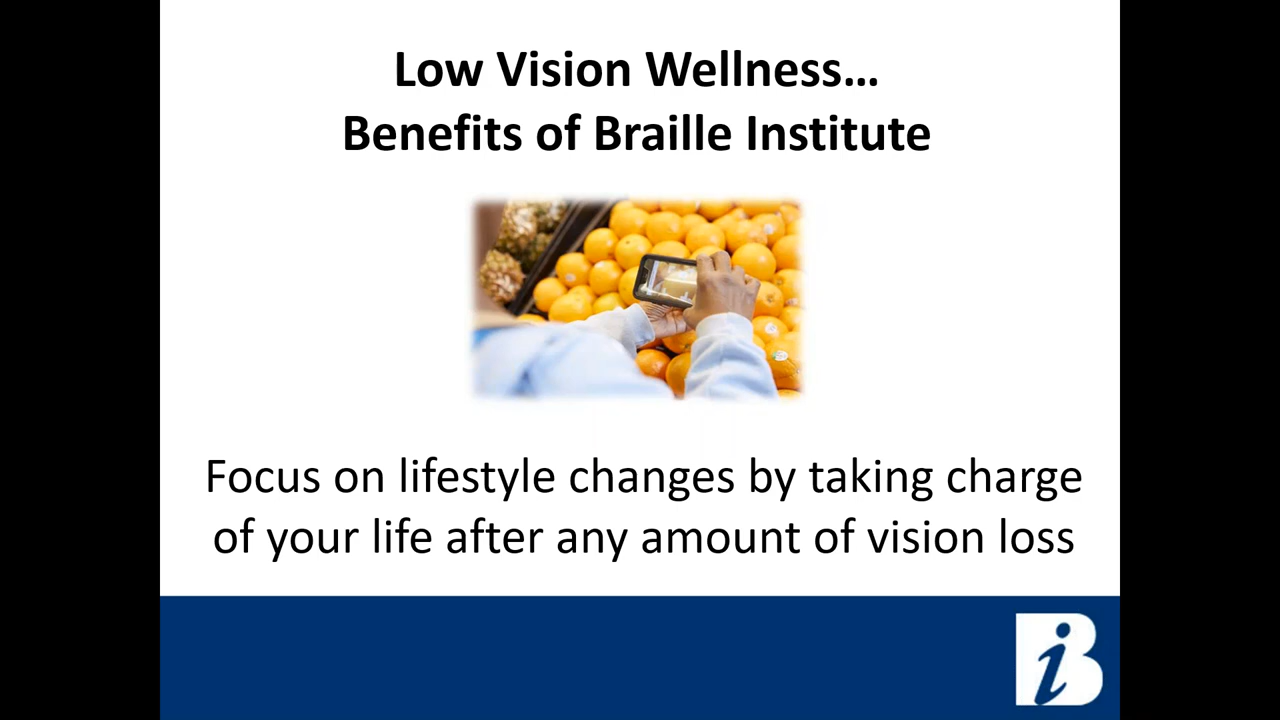 Low Vision Wellness…
Benefits of Braille Institute
Focus on lifestyle changes by taking charge
of your life after any amount of vision loss
iB